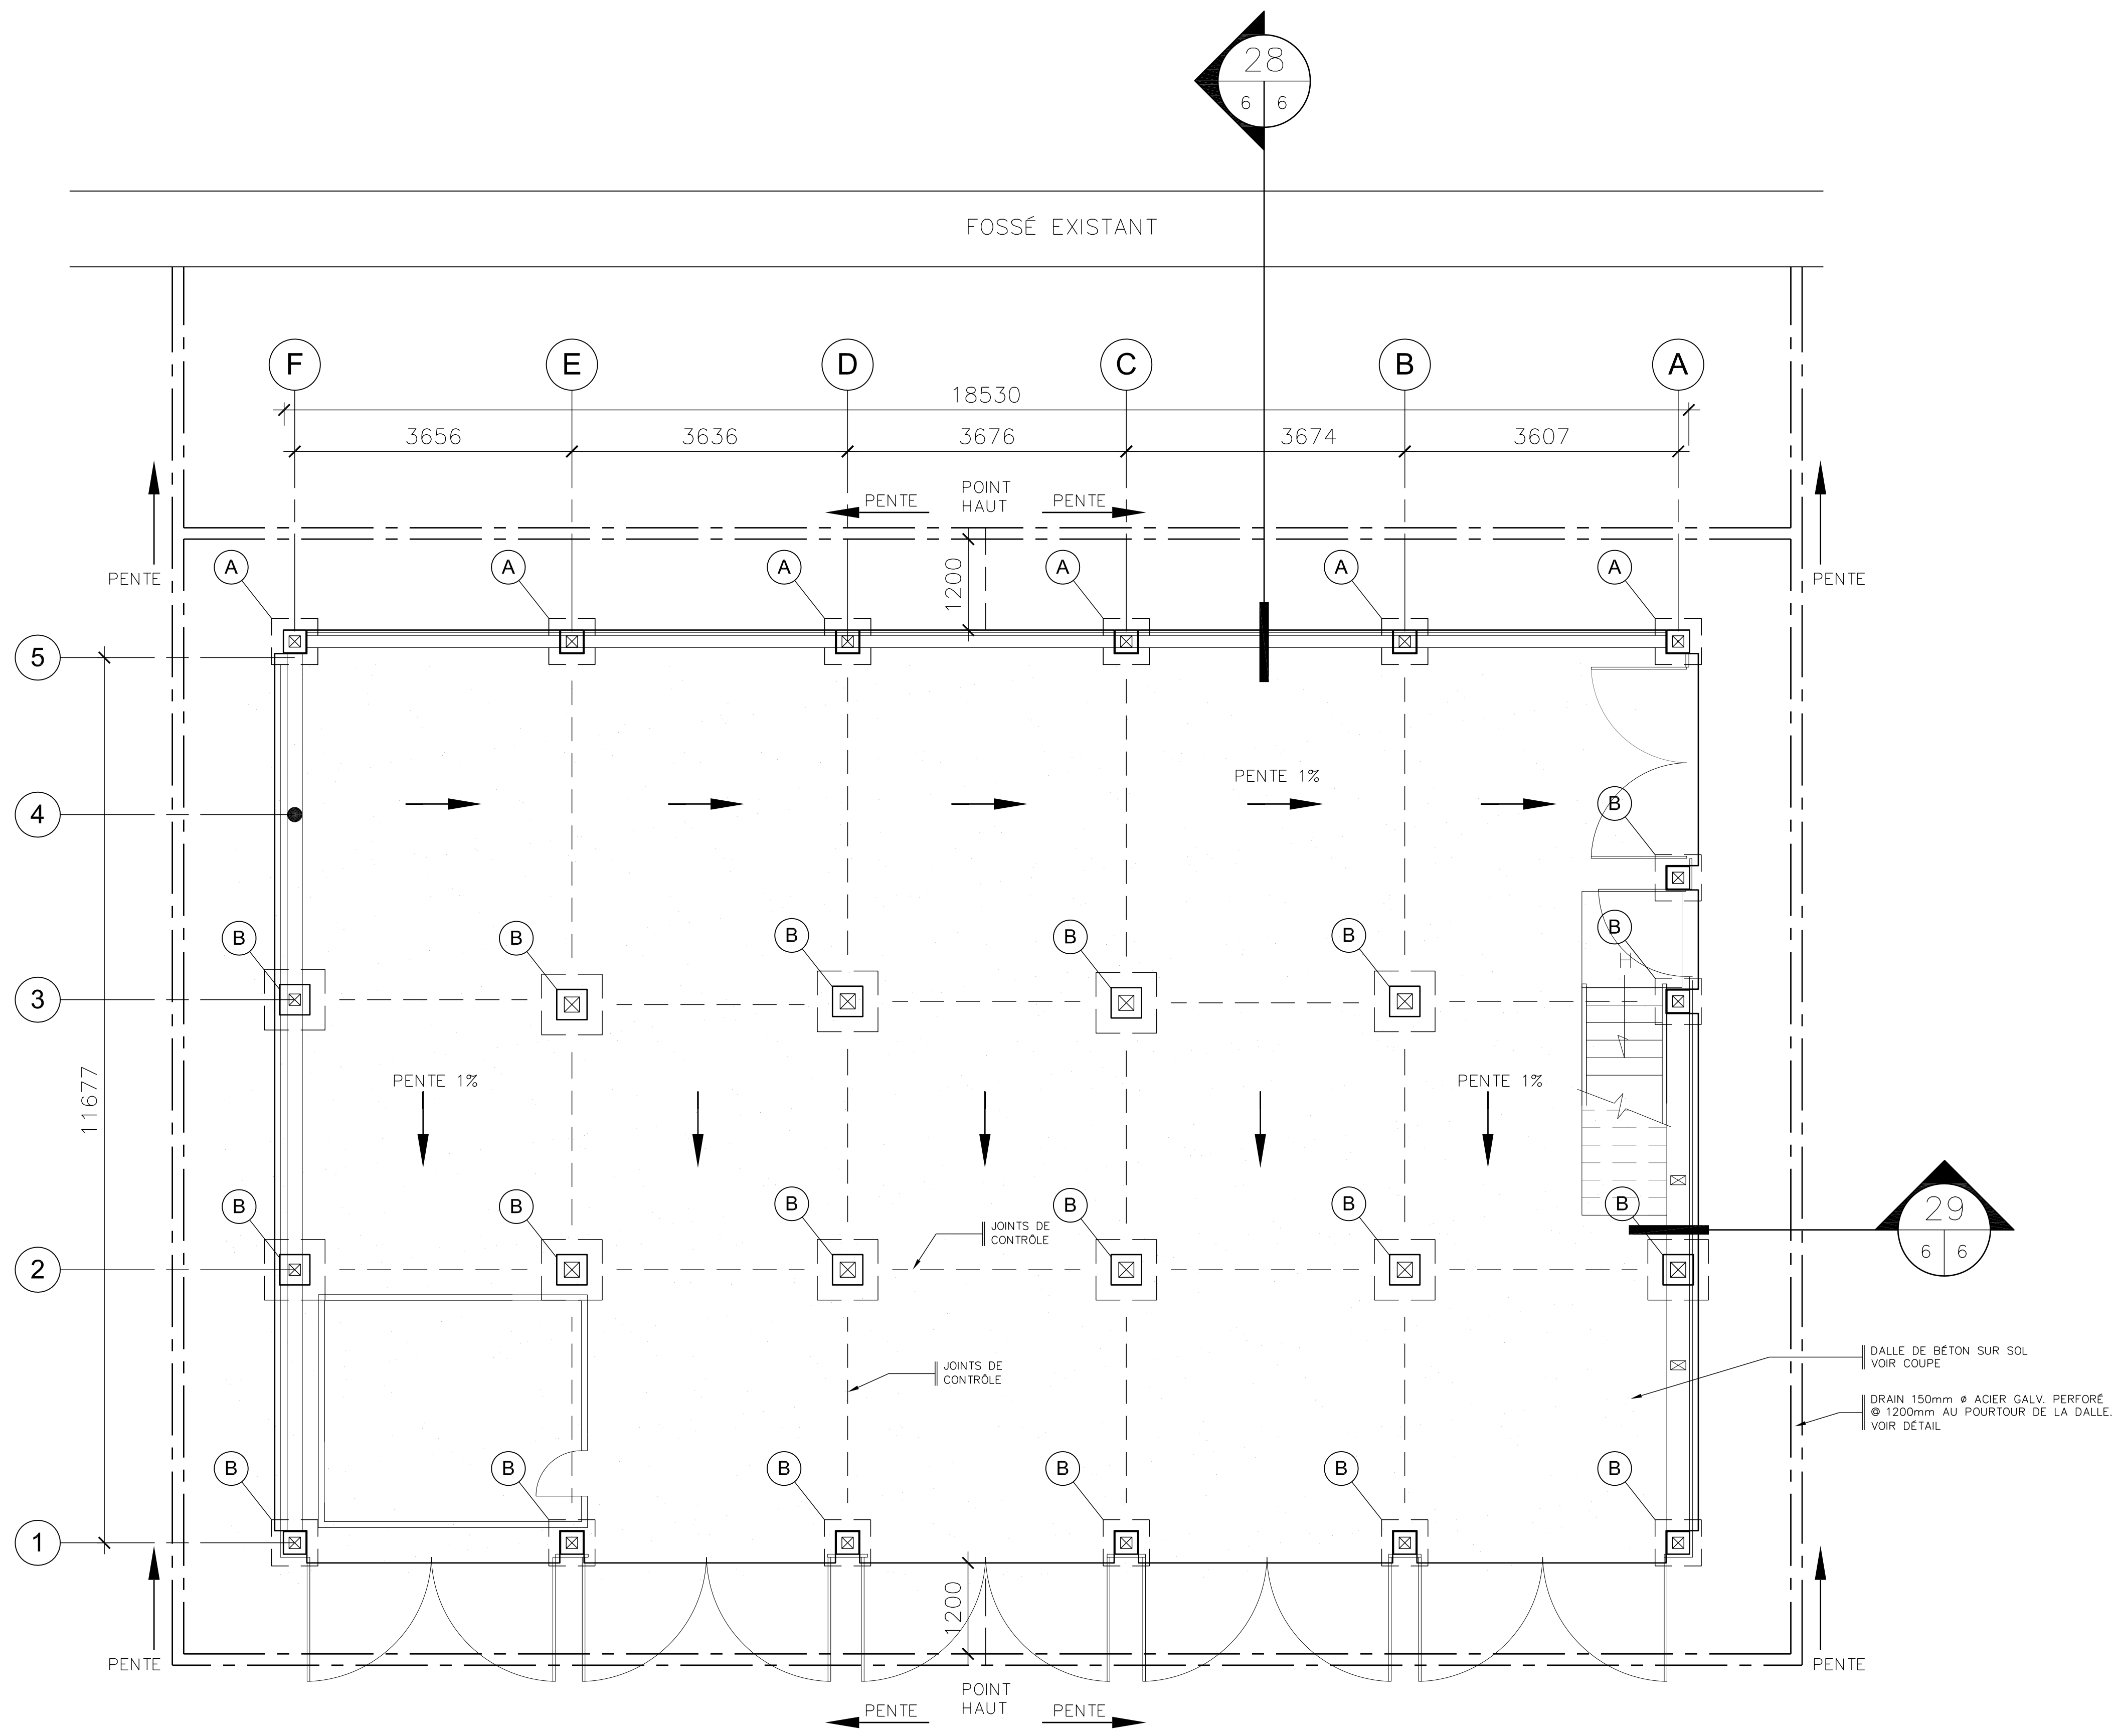 28
6 6
FOSSÉ EXISTANT
F E D C B A
18530
3656 3636 3676 3674 3607
POINT
HAUT
PENTE PENTE
PENTE PENTE
1200
A A A A A A
5
PENTE 1%
4
B
B
B B B B B
H
3
PENTE 1% PENTE 1%
11677
B B B B B B
29
6 6
JOINTS DE
CONTRÔLE
2
JOINTS DE
CONTRÔLE
DALLE DE BÉTON SUR SOL
VOIR COUPE
DRAIN 150mm ø ACIER GALV. PERFORÉ
@ 1200mm AU POURTOUR DE LA DALLE.
VOIR DÉTAIL
B B B B B B
1
1200
PENTE PENTE
POINT
HAUT
PENTE PENTE